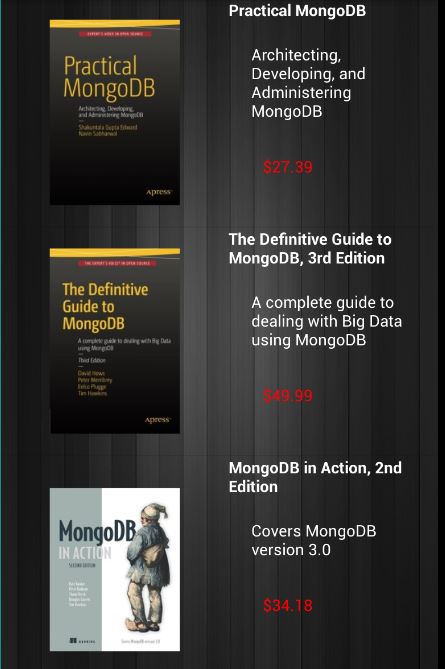 Practical MongoDB
EXPERT'S VOICE IN OPEN SOURCE
Practical
MongoDB
Architecting, Developing,
and Administering MongoDB
Shakuntala Gupta Edward
Navin Sabharwal
Apress
Architecting,
Developing, and
Administering
MongoDB
$27.39
The Definitive Guide to
MongoDB, 3rd Edition
THE EXPERT'S VOICE IN OPEN SOURCE
The Definitive
Guide to
MongoDB
A complete guide to dealing with Big Data
using MongoDB
Third Edition
David Hows
Peter Membrey
Eelco Plugge
Tim Hawkins
Apress
A complete guide to
dealing with Big Data
using MongoDB
$49.99
MongoDB in Action, 2nd
Edition
MongoDB
IN ACTION
SECOND EDITION
Kyle Banker
Peter Bakkum
Shaun Verch
Douglas Garrett
Tim Hawkins
MANNING
Covers MongoDB version 3.0
Covers MongoDB
version 3.0
$34.18